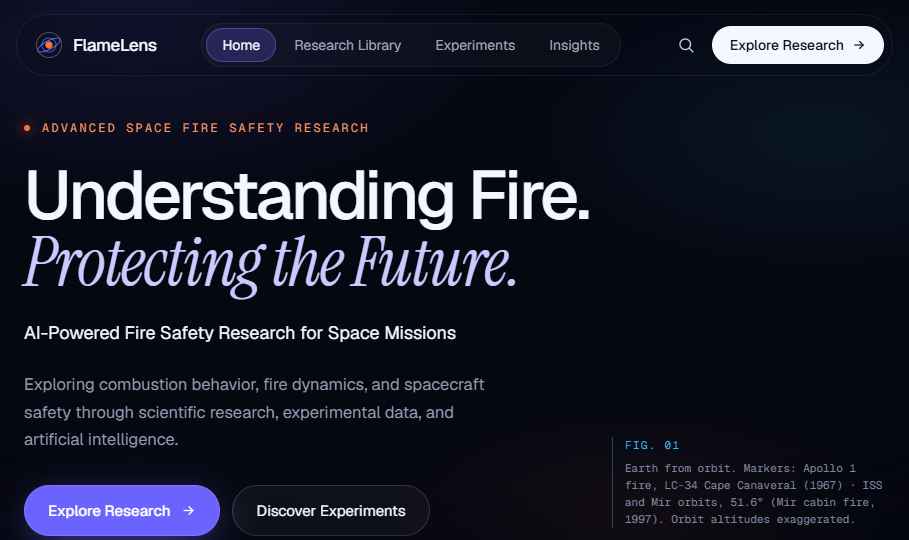 FlameLens
Home
Research Library
Experiments
Insights
Explore Research →
ADVANCED SPACE FIRE SAFETY RESEARCH
Understanding Fire.
Protecting the Future.
AI-Powered Fire Safety Research for Space Missions
Exploring combustion behavior, fire dynamics, and spacecraft
safety through scientific research, experimental data, and
artificial intelligence.
Explore Research →
Discover Experiments
FIG. 01
Earth from orbit. Markers: Apollo 1
fire, LC-34 Cape Canaveral (1967) · ISS
and Mir orbits, 51.6° (Mir cabin fire,
1997). Orbit altitudes exaggerated.